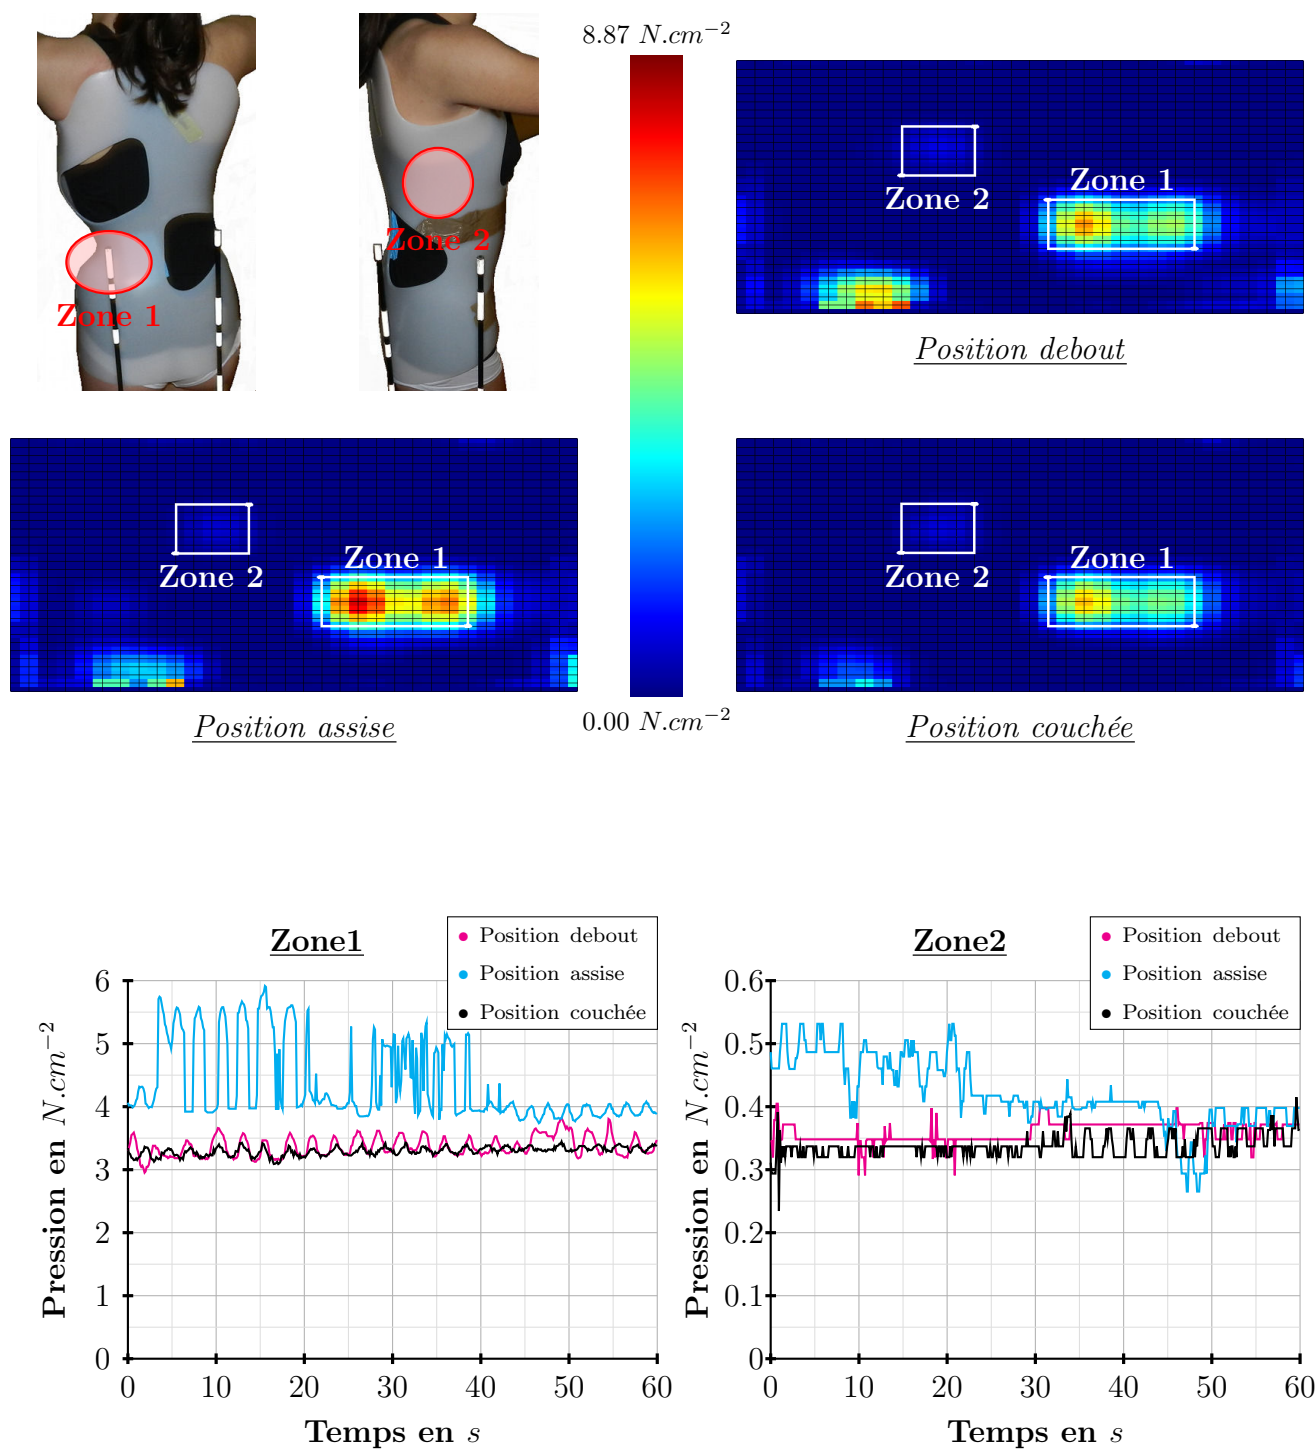 8.87 N.cm⁻²
Zone 1
Zone 2
Zone 2
Zone 1
Position debout
Zone 2
Zone 1
Position assise
0.00 N.cm⁻²
Zone 2
Zone 1
Position couchée
Zone1
Position debout
Position assise
Position couchée
Pression en N.cm⁻²
6
5
4
3
2
1
0
0 10 20 30 40 50 60
Temps en s
Zone2
Position debout
Position assise
Position couchée
Pression en N.cm⁻²
0.6
0.5
0.4
0.3
0.2
0.1
0
0 10 20 30 40 50 60
Temps en s